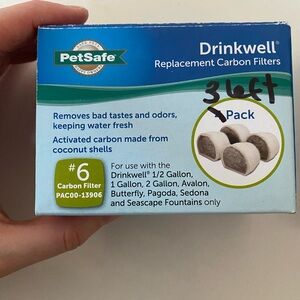 PetSafe®
Drinkwell®
Replacement Carbon Filters
3 left
Pack
Removes bad tastes and odors,
keeping water fresh
Activated carbon made from
coconut shells
#6
Carbon Filter
PAC00-13906
For use with the
Drinkwell® 1/2 Gallon,
1 Gallon, 2 Gallon, Avalon,
Butterfly, Pagoda, Sedona
and Seascape Fountains only